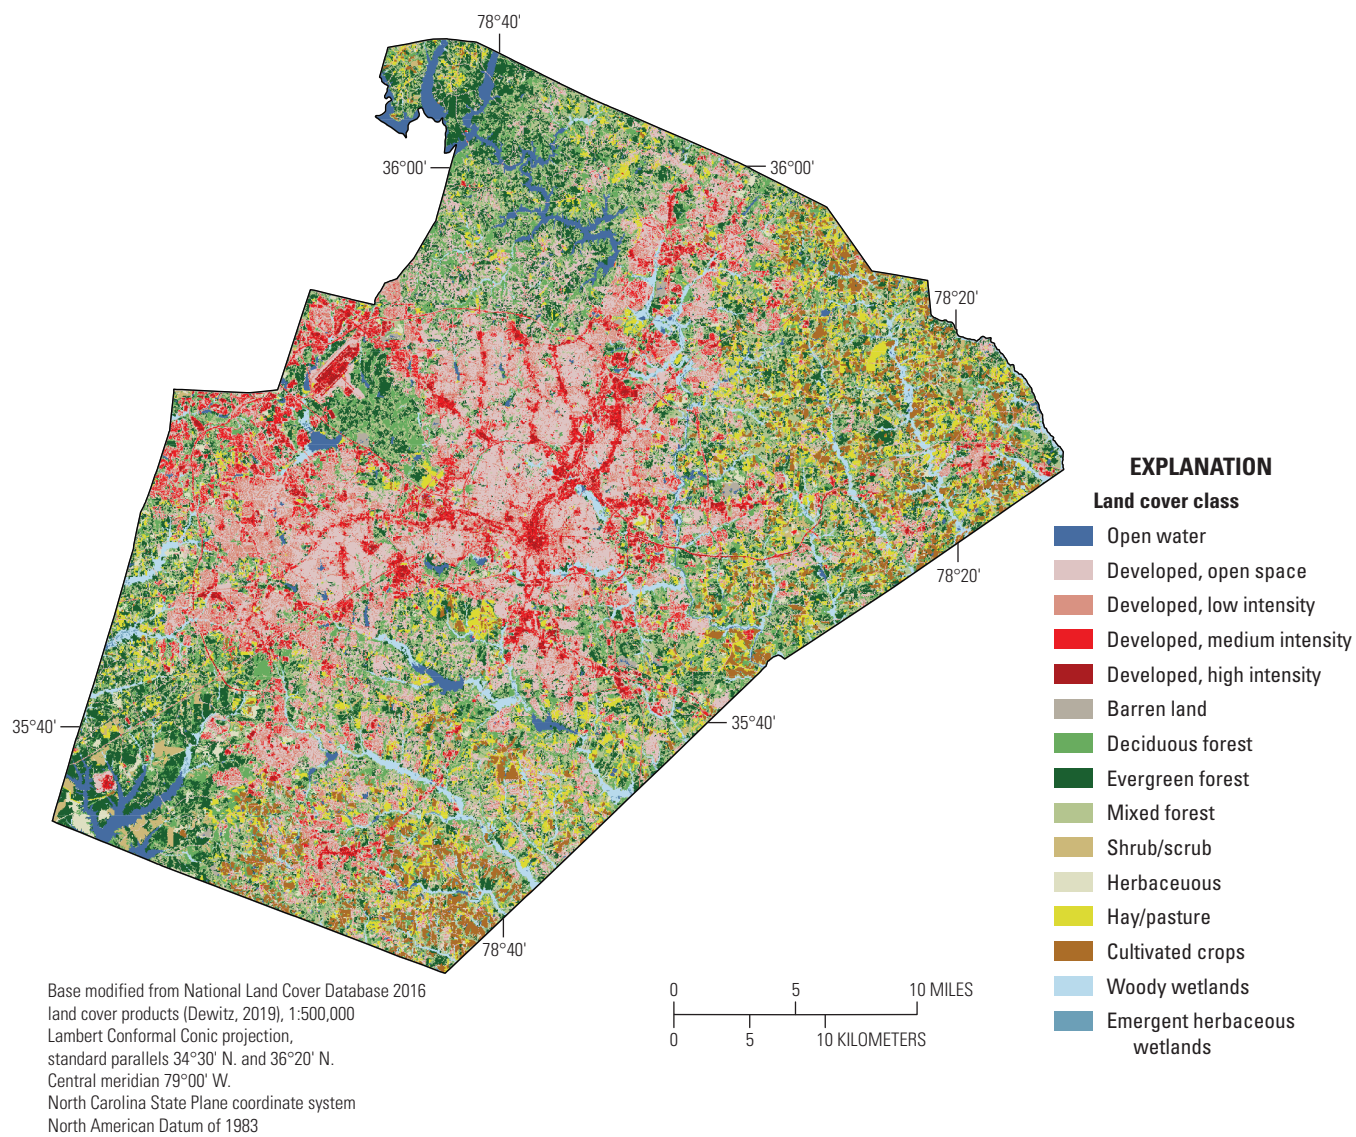 78°40'
36°00'
36°00'
78°20'
78°20'
35°40'
35°40'
78°40'
EXPLANATION
Land cover class
Open water
Developed, open space
Developed, low intensity
Developed, medium intensity
Developed, high intensity
Barren land
Deciduous forest
Evergreen forest
Mixed forest
Shrub/scrub
Herbaceuous
Hay/pasture
Cultivated crops
Woody wetlands
Emergent herbaceous
wetlands
Base modified from National Land Cover Database 2016
land cover products (Dewitz, 2019), 1:500,000
Lambert Conformal Conic projection,
standard parallels 34°30' N. and 36°20' N.
Central meridian 79°00' W.
North Carolina State Plane coordinate system
North American Datum of 1983
0 5 10 MILES
0 5 10 KILOMETERS